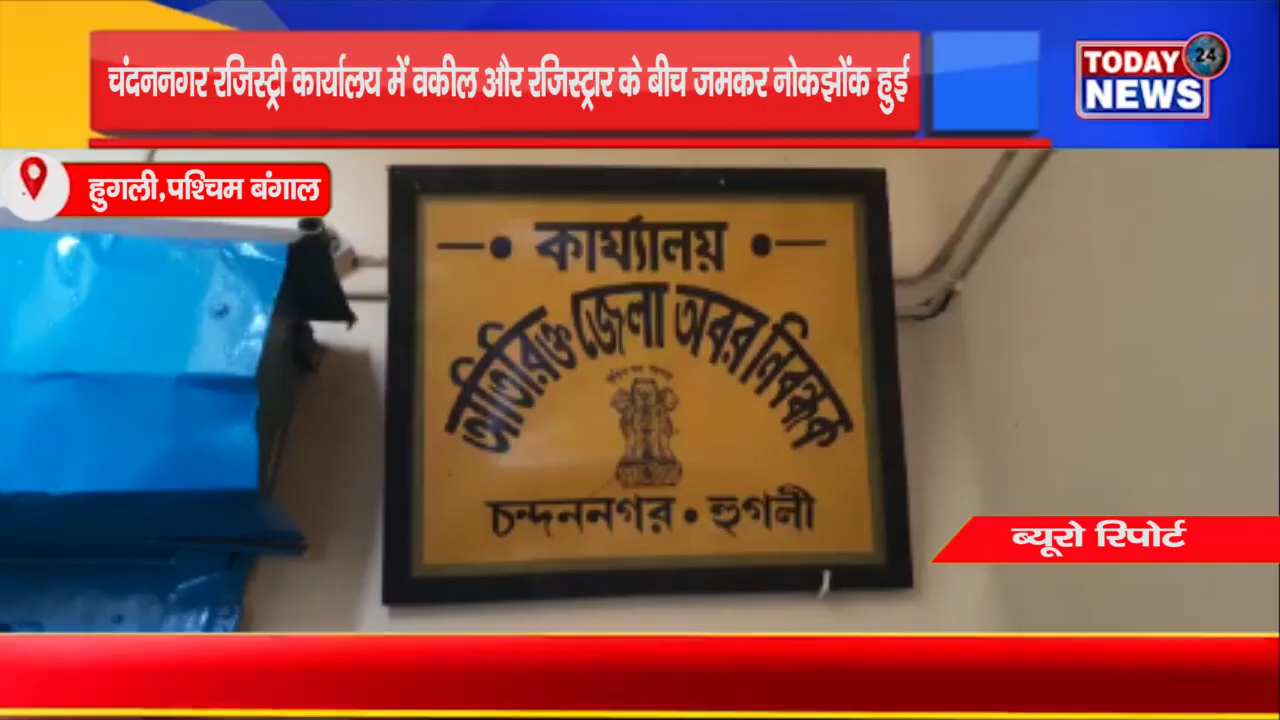 चंदननगर रजिस्ट्री कार्यालय में वकील और रजिस्ट्रार के बीच जमकर नोकझोंक हुई
TODAY 24
NEWS
हुगली,पश्चिम बंगाल
কার্য্যালয়
অতিরিক্ত জেলা অবর নিবন্ধক
চন্দননগর • হুগলী
ब्यूरो रिपोर्ट